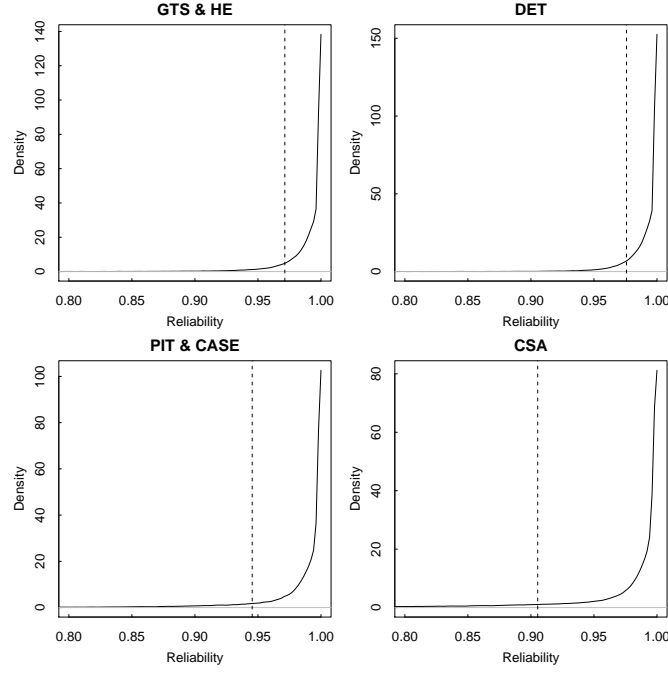 GTS & HE
Density
0 20 40 60 80 100 120 140
0.80 0.85 0.90 0.95 1.00
Reliability
DET
Density
0 50 100 150
0.80 0.85 0.90 0.95 1.00
Reliability
PIT & CASE
Density
0 20 40 60 80 100
0.80 0.85 0.90 0.95 1.00
Reliability
CSA
Density
0 20 40 60 80
0.80 0.85 0.90 0.95 1.00
Reliability